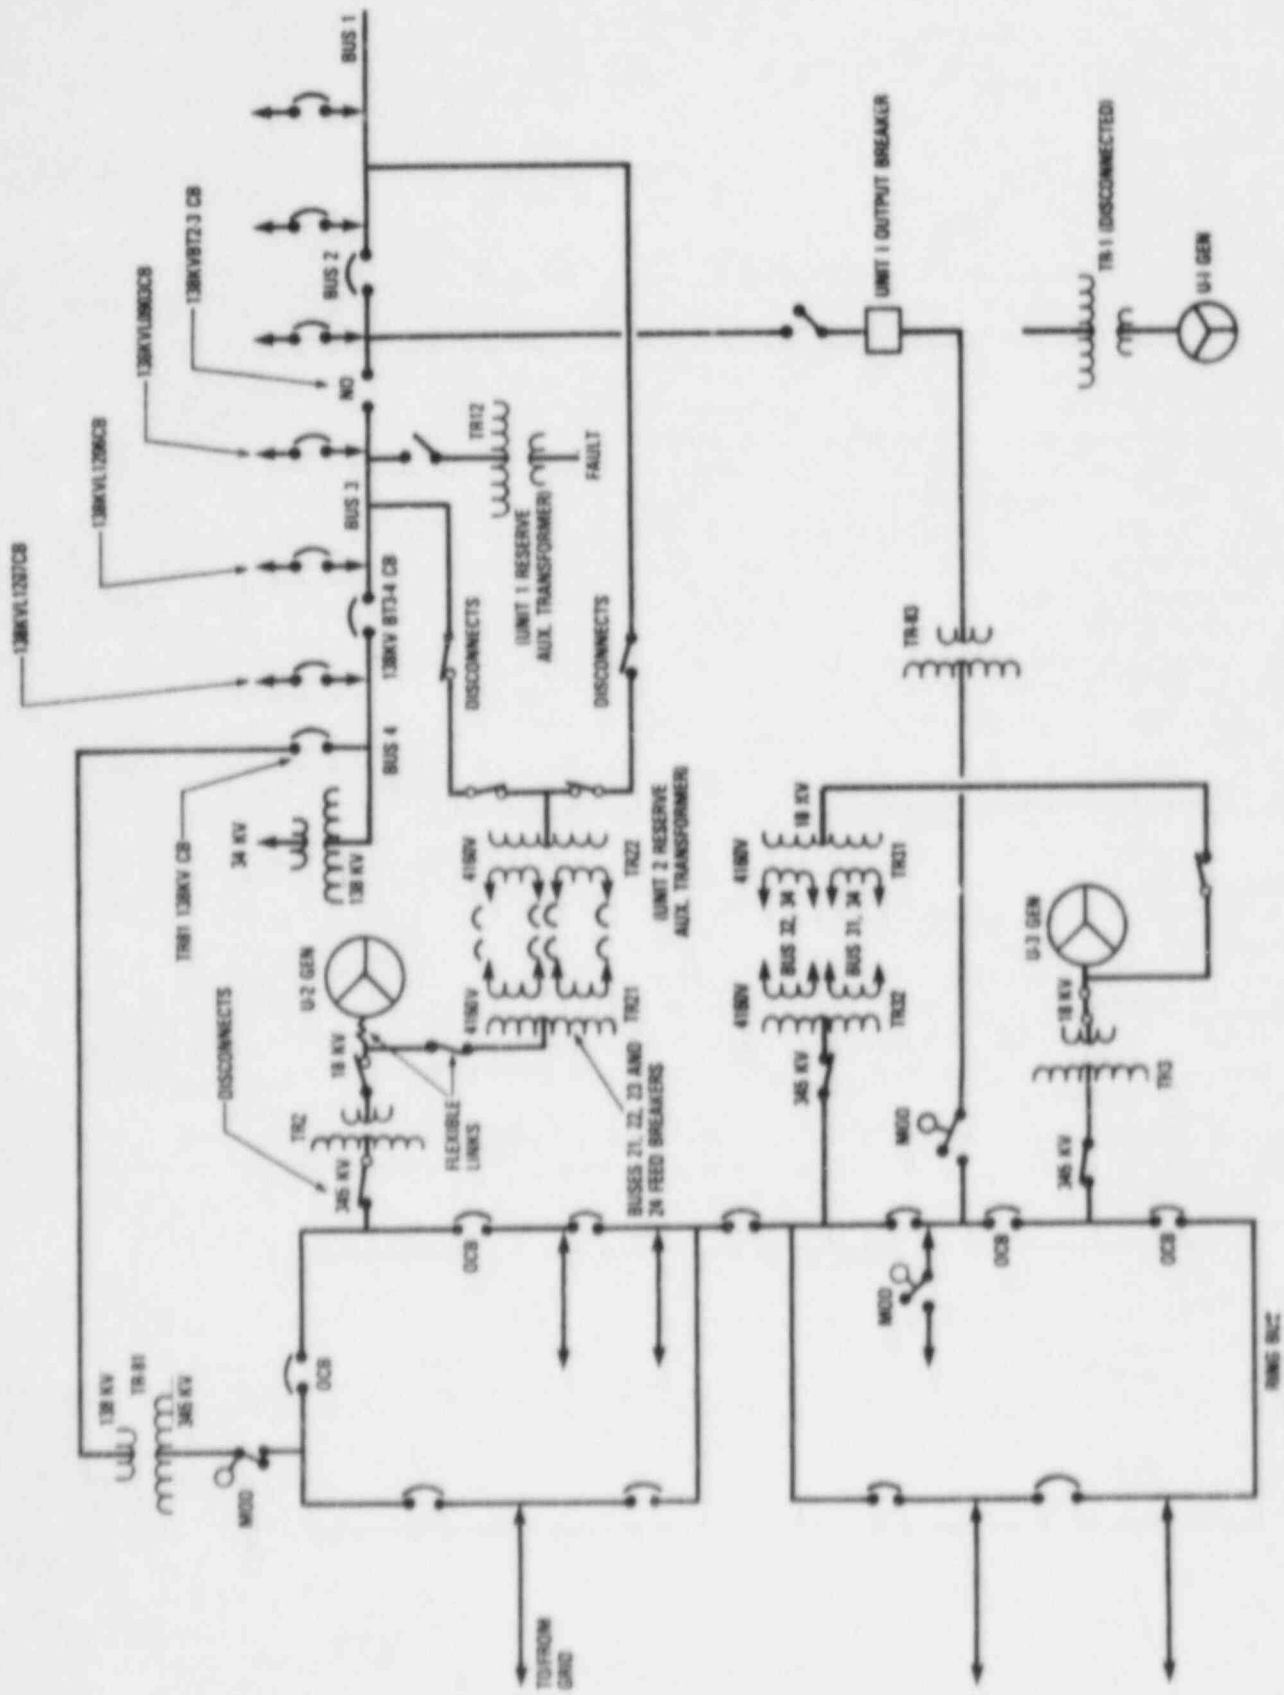 138KVL1207CB
138KVL1206CB
138KVL0903CB
138KVBT2-3 CB
TR81 138KV CB
DISCONNECTS
34 KV
138 KV
BUS 4
138KV BT3-4 CB
BUS 3
NO
BUS 2
BUS 1
138 KV
TR-81
345 KV
MOD
OCB
345 KV
TR2
18 KV
U-2 GEN
FLEXIBLE
LINKS
DISCONNECTS
TR12
(UNIT 1 RESERVE
AUX. TRANSFORMER)
FAULT
DISCONNECTS
4160V
TR21
4160V
TR22
(UNIT 2 RESERVE
AUX. TRANSFORMER)
BUSES 21, 22, 23 AND
24 FEED BREAKERS
OCB
TO/FROM
GRID
345 KV
4160V
TR32
BUS 32, 34
BUS 31, 34
4160V
TR31
18 KV
MOD
MOD
OCB
345 KV
TR3
18 KV
U-3 GEN
OCB
RING BUS
TR-83
UNIT 1 OUTPUT BREAKER
TR-1 (DISCONNECTED)
U-1 GEN